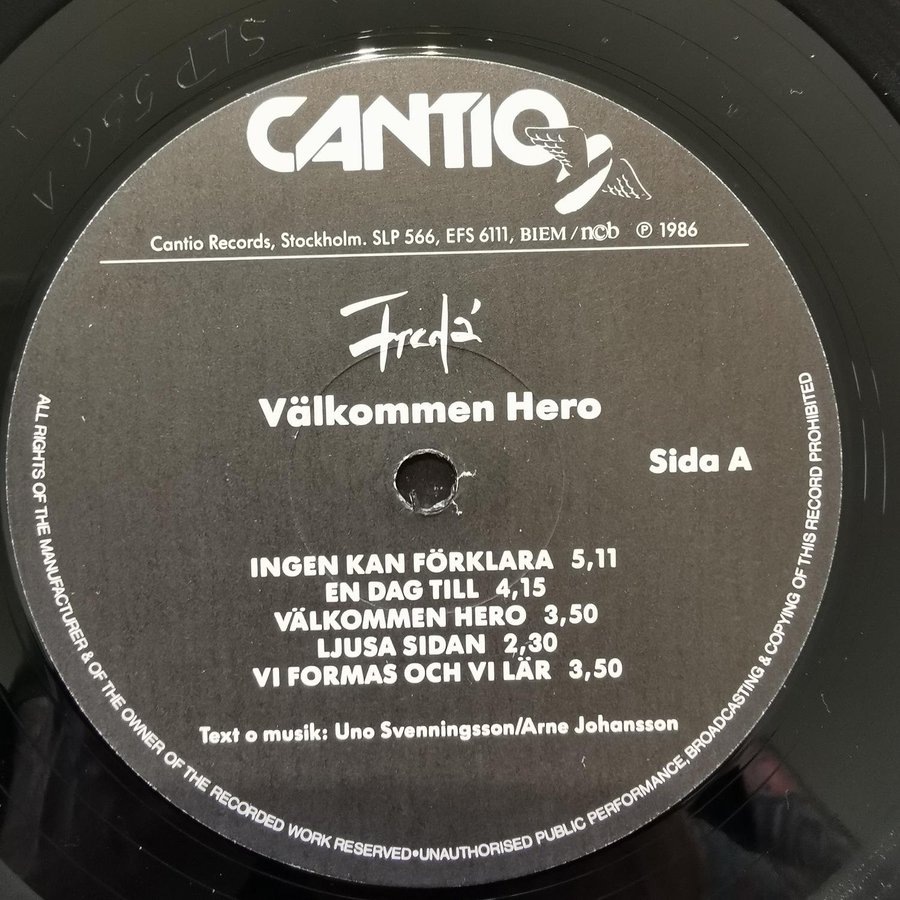 SLP 566 A
CANTIO
Cantio Records, Stockholm. SLP 566, EFS 6111, BIEM/ncb ℗ 1986
Freda'
Välkommen Hero
Sida A
INGEN KAN FÖRKLARA 5,11
EN DAG TILL 4,15
VÄLKOMMEN HERO 3,50
LJUSA SIDAN 2,30
VI FORMAS OCH VI LÄR 3,50
Text o musik: Uno Svenningsson/Arne Johansson
ALL RIGHTS OF THE MANUFACTURER & OF THE OWNER OF THE RECORDED WORK RESERVED•UNAUTHORISED PUBLIC PERFORMANCE, BROADCASTING & COPYING OF THIS RECORD PROHIBITED